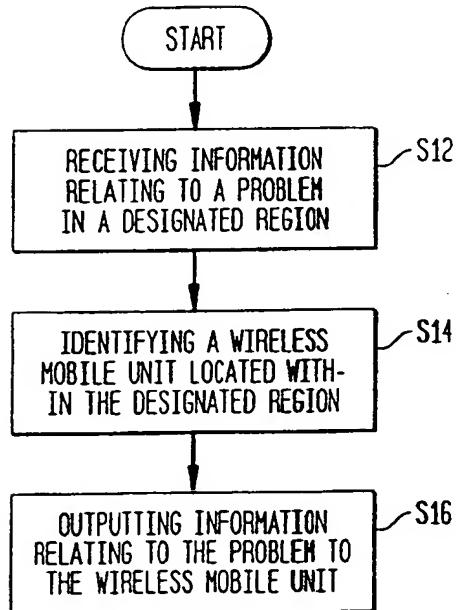 START
RECEIVING INFORMATION
RELATING TO A PROBLEM
IN A DESIGNATED REGION
S12
IDENTIFYING A WIRELESS
MOBILE UNIT LOCATED WITH-
IN THE DESIGNATED REGION
S14
OUTPUTTING INFORMATION
RELATING TO THE PROBLEM TO
THE WIRELESS MOBILE UNIT
S16